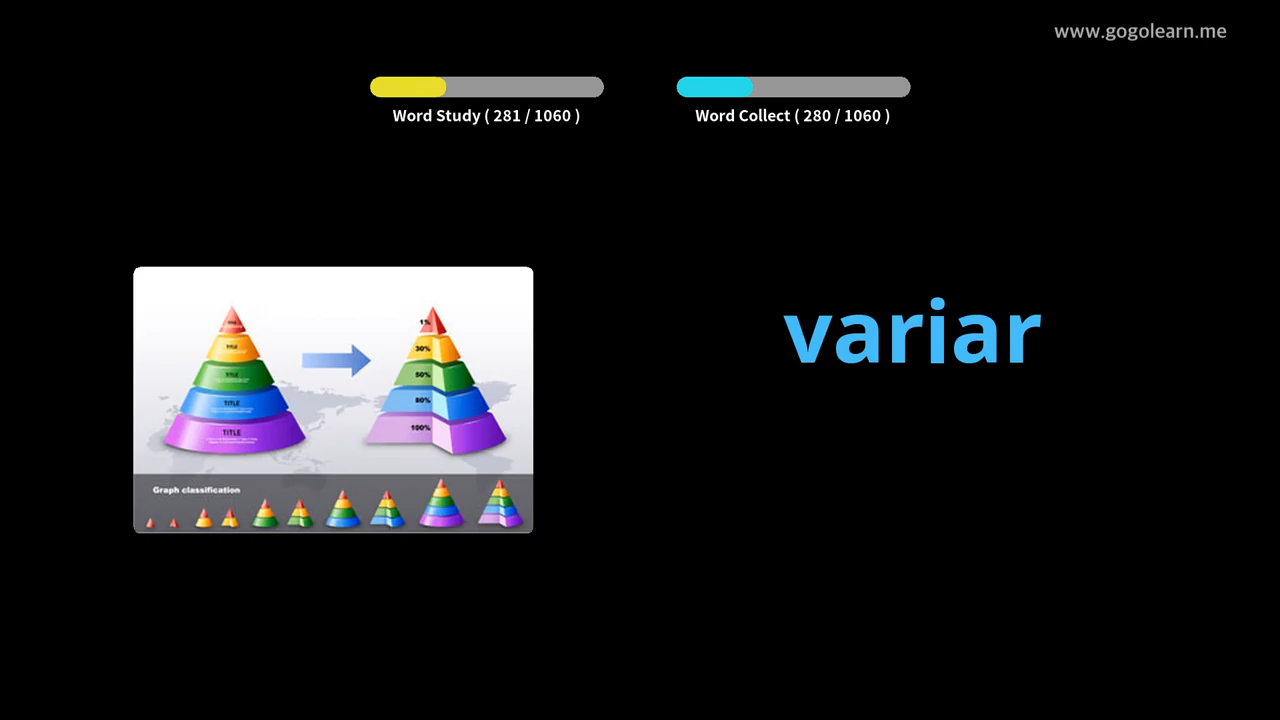 www.gogolearn.me
Word Study ( 281 / 1060 )
Word Collect ( 280 / 1060 )
variar
TITLE
TITLE
TITLE
TITLE
1%
30%
50%
80%
100%
Graph classification